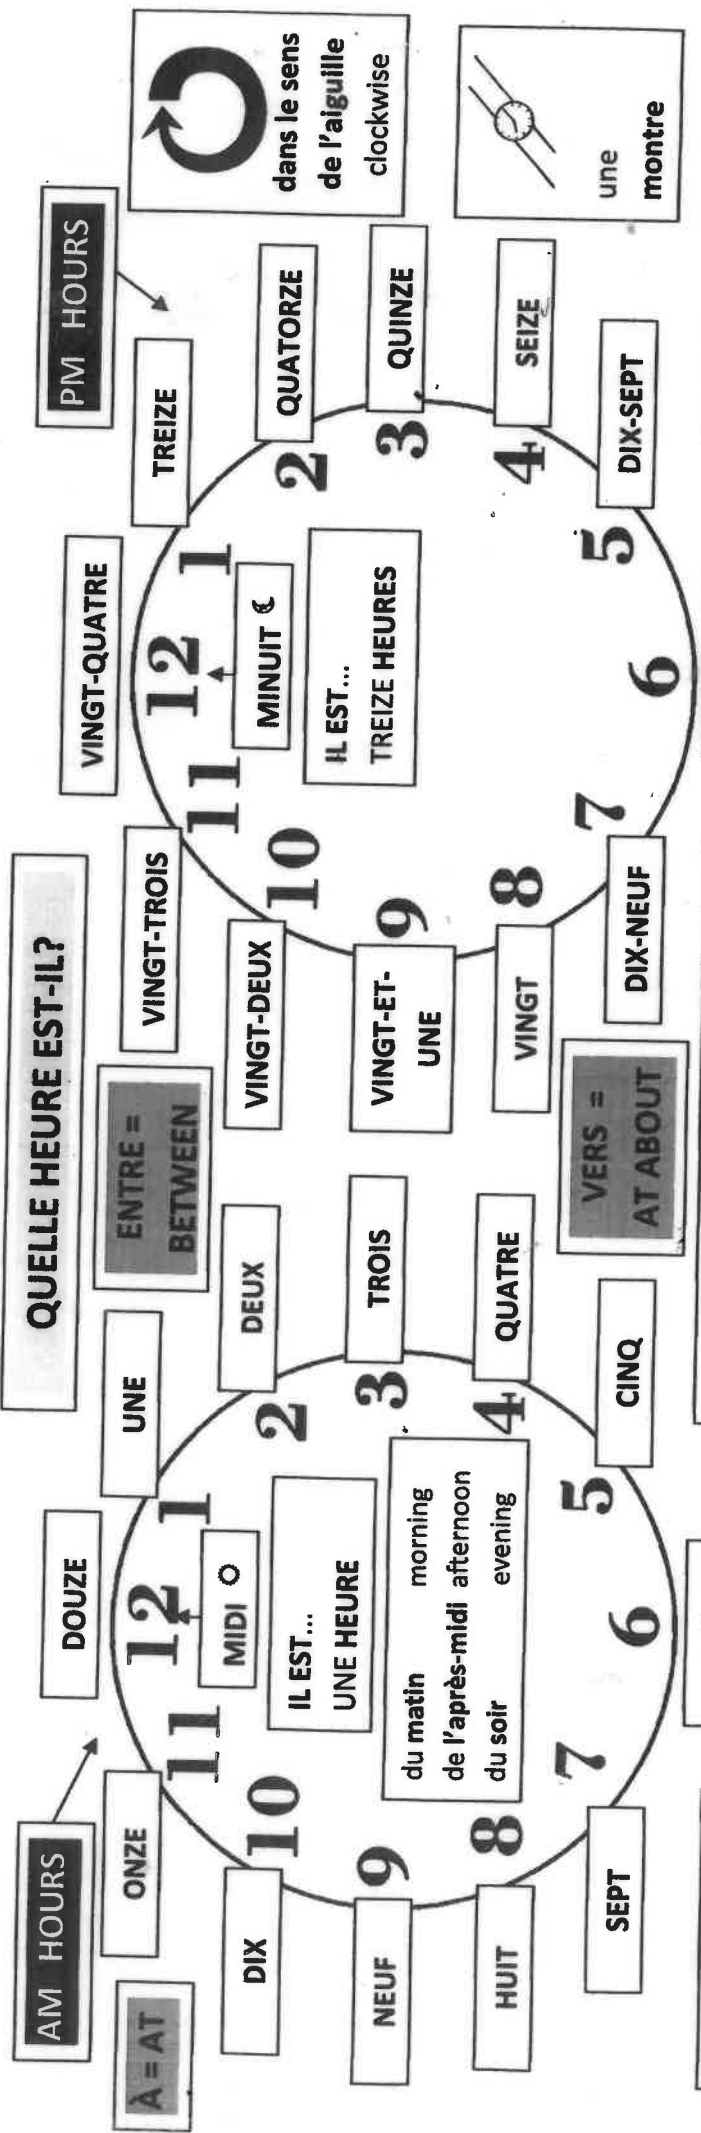 QUELLE HEURE EST-IL?
AM HOURS
À = AT
DOUZE
UNE
DEUX
TROIS
QUATRE
CINQ
SEPT
HUIT
NEUF
DIX
ONZE
12
1
2
3
4
5
6
7
8
9
10
11
MIDI
IL EST...
UNE HEURE
du matin morning
de l'après-midi afternoon
du soir evening
ENTRE =
BETWEEN
VERS =
AT ABOUT
PM HOURS
VINGT-QUATRE
TREIZE
QUATORZE
QUINZE
SEIZE
DIX-SEPT
DIX-NEUF
VINGT
VINGT-ET-
UNE
VINGT-DEUX
VINGT-TROIS
12
1
2
3
4
5
6
7
8
9
10
11
MINUIT
IL EST...
TREIZE HEURES
dans le sens
de l'aiguille
clockwise
une
montre